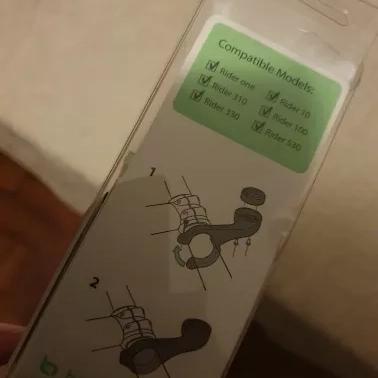 Compatible Models:
Rider one Rider 10
Rider 310 Rider 100
Rider 330 Rider 530
1
2
b